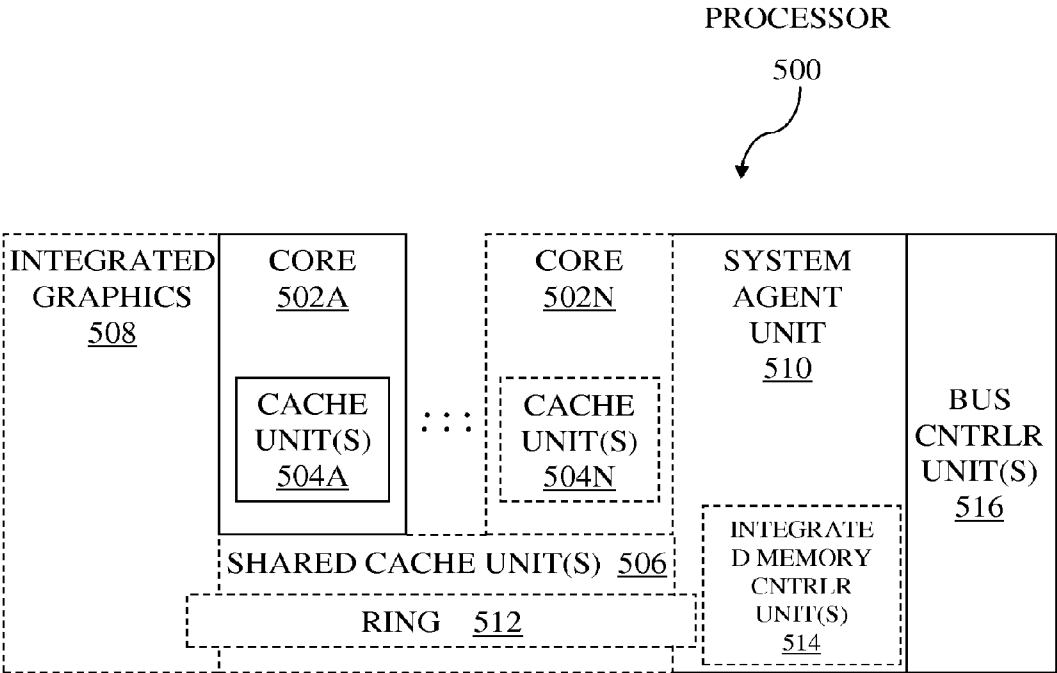 PROCESSOR
500
INTEGRATED
GRAPHICS
508
CORE
502A
CACHE
UNIT(S)
504A
. . .
CORE
502N
CACHE
UNIT(S)
504N
SYSTEM
AGENT
UNIT
510
BUS
CNTRLR
UNIT(S)
516
INTEGRATE
D MEMORY
CNTRLR
UNIT(S)
514
SHARED CACHE UNIT(S) 506
RING 512